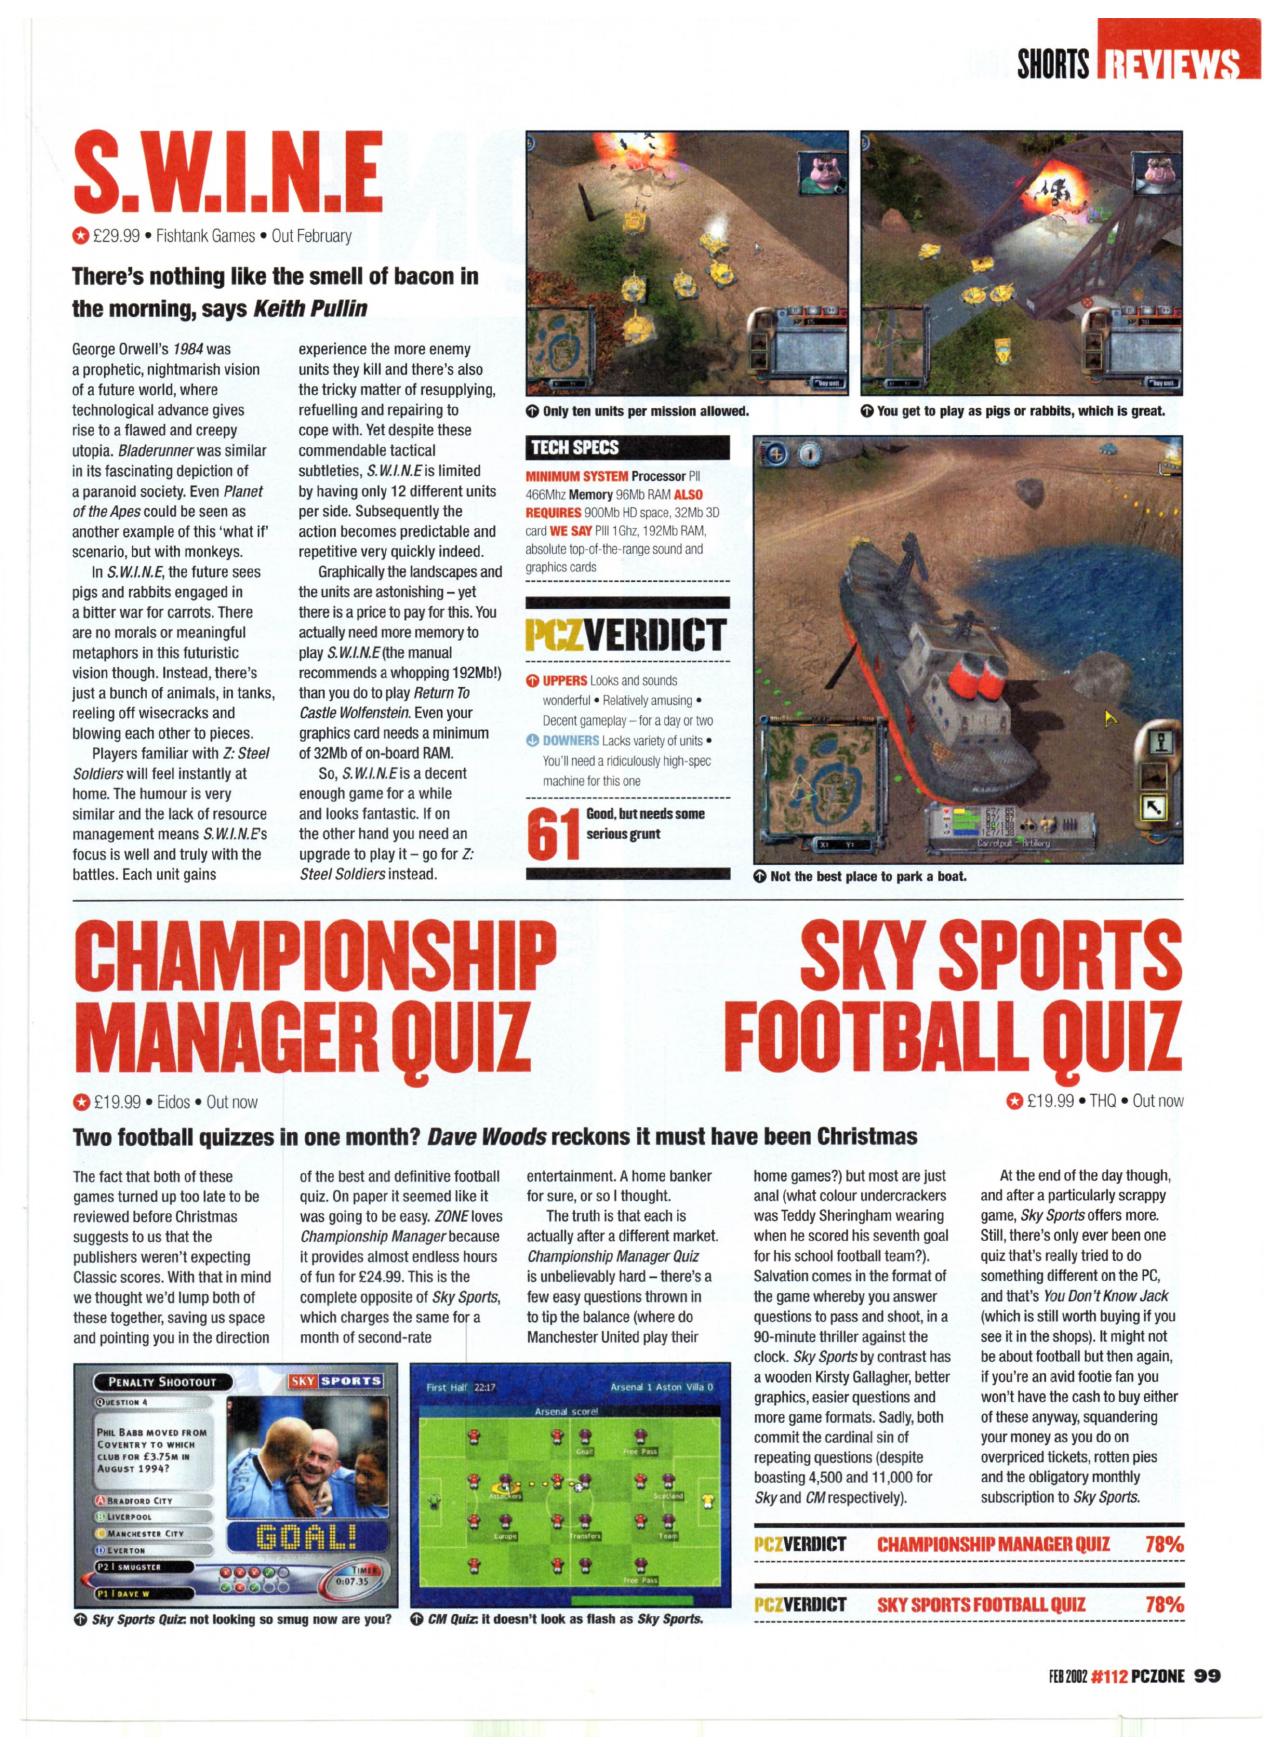 SHORTS REVIEWS
S.W.I.N.E
£29.99 • Fishtank Games • Out February
There's nothing like the smell of bacon in
the morning, says Keith Pullin
George Orwell's 1984 was
a prophetic, nightmarish vision
of a future world, where
technological advance gives
rise to a flawed and creepy
utopia. Bladerunner was similar
in its fascinating depiction of
a paranoid society. Even Planet
of the Apes could be seen as
another example of this 'what if'
scenario, but with monkeys.
In S.W.I.N.E, the future sees
pigs and rabbits engaged in
a bitter war for carrots. There
are no morals or meaningful
metaphors in this futuristic
vision though. Instead, there's
just a bunch of animals, in tanks,
reeling off wisecracks and
blowing each other to pieces.
Players familiar with Z: Steel
Soldiers will feel instantly at
home. The humour is very
similar and the lack of resource
management means S.W.I.N.E's
focus is well and truly with the
battles. Each unit gains
experience the more enemy
units they kill and there's also
the tricky matter of resupplying,
refuelling and repairing to
cope with. Yet despite these
commendable tactical
subtleties, S.W.I.N.E is limited
by having only 12 different units
per side. Subsequently the
action becomes predictable and
repetitive very quickly indeed.
Graphically the landscapes and
the units are astonishing – yet
there is a price to pay for this. You
actually need more memory to
play S.W.I.N.E (the manual
recommends a whopping 192Mb!)
than you do to play Return To
Castle Wolfenstein. Even your
graphics card needs a minimum
of 32Mb of on-board RAM.
So, S.W.I.N.E is a decent
enough game for a while
and looks fantastic. If on
the other hand you need an
upgrade to play it – go for Z:
Steel Soldiers instead.
buy unit
Only ten units per mission allowed.
buy unit
You get to play as pigs or rabbits, which is great.
TECH SPECS
MINIMUM SYSTEM Processor PII
466Mhz Memory 96Mb RAM ALSO
REQUIRES 900Mb HD space, 32Mb 3D
card WE SAY PIII 1Ghz, 192Mb RAM,
absolute top-of-the-range sound and
graphics cards
PCZVERDICT
UPPERS Looks and sounds
wonderful • Relatively amusing •
Decent gameplay – for a day or two
DOWNERS Lacks variety of units •
You'll need a ridiculously high-spec
machine for this one
61
Good, but needs some
serious grunt
X: Y:
Carrotpult - Artillery
Not the best place to park a boat.
CHAMPIONSHIP
MANAGER QUIZ
£19.99 • Eidos • Out now
SKY SPORTS
FOOTBALL QUIZ
£19.99 • THQ • Out now
Two football quizzes in one month? Dave Woods reckons it must have been Christmas
The fact that both of these
games turned up too late to be
reviewed before Christmas
suggests to us that the
publishers weren't expecting
Classic scores. With that in mind
we thought we'd lump both of
these together, saving us space
and pointing you in the direction
of the best and definitive football
quiz. On paper it seemed like it
was going to be easy. ZONE loves
Championship Manager because
it provides almost endless hours
of fun for £24.99. This is the
complete opposite of Sky Sports,
which charges the same for a
month of second-rate
entertainment. A home banker
for sure, or so I thought.
The truth is that each is
actually after a different market.
Championship Manager Quiz
is unbelievably hard – there's a
few easy questions thrown in
to tip the balance (where do
Manchester United play their
home games?) but most are just
anal (what colour undercrackers
was Teddy Sheringham wearing
when he scored his seventh goal
for his school football team?).
Salvation comes in the format of
the game whereby you answer
questions to pass and shoot, in a
90-minute thriller against the
clock. Sky Sports by contrast has
a wooden Kirsty Gallagher, better
graphics, easier questions and
more game formats. Sadly, both
commit the cardinal sin of
repeating questions (despite
boasting 4,500 and 11,000 for
Sky and CM respectively).
At the end of the day though,
and after a particularly scrappy
game, Sky Sports offers more.
Still, there's only ever been one
quiz that's really tried to do
something different on the PC,
and that's You Don't Know Jack
(which is still worth buying if you
see it in the shops). It might not
be about football but then again,
if you're an avid footie fan you
won't have the cash to buy either
of these anyway, squandering
your money as you do on
overpriced tickets, rotten pies
and the obligatory monthly
subscription to Sky Sports.
PENALTY SHOOTOUT
SKY SPORTS
QUESTION 4
PHIL BABB MOVED FROM
COVENTRY TO WHICH
CLUB FOR £3.75M IN
AUGUST 1994?
A BRADFORD CITY
B LIVERPOOL
C MANCHESTER CITY
D EVERTON
GOAL!
P2 | SMUGSTER
P1 | DAVE W
TIMER
0:07.35
Sky Sports Quiz: not looking so smug now are you?
First Half 22:17
Arsenal 1 Aston Villa 0
Arsenal score!
Goal!
Free Pass
Attackers
Scotland
Europe
Transfers
Team
Free Pass
CM Quiz: it doesn't look as flash as Sky Sports.
PCZVERDICT CHAMPIONSHIP MANAGER QUIZ 78%
PCZVERDICT SKY SPORTS FOOTBALL QUIZ 78%
FEB 2002 #112 PCZONE 99